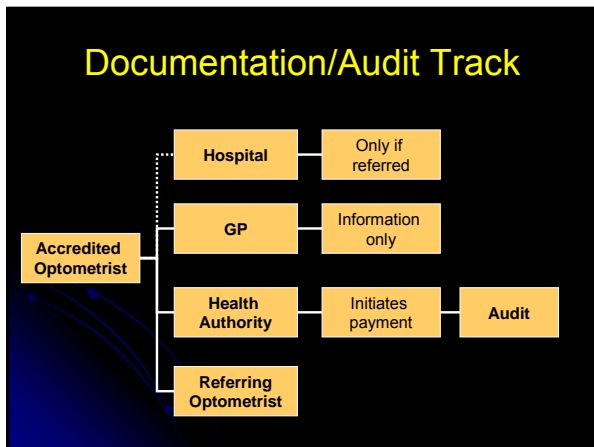 Documentation/Audit Track
Hospital
Only if
referred
GP
Information
only
Accredited
Optometrist
Health
Authority
Initiates
payment
Audit
Referring
Optometrist